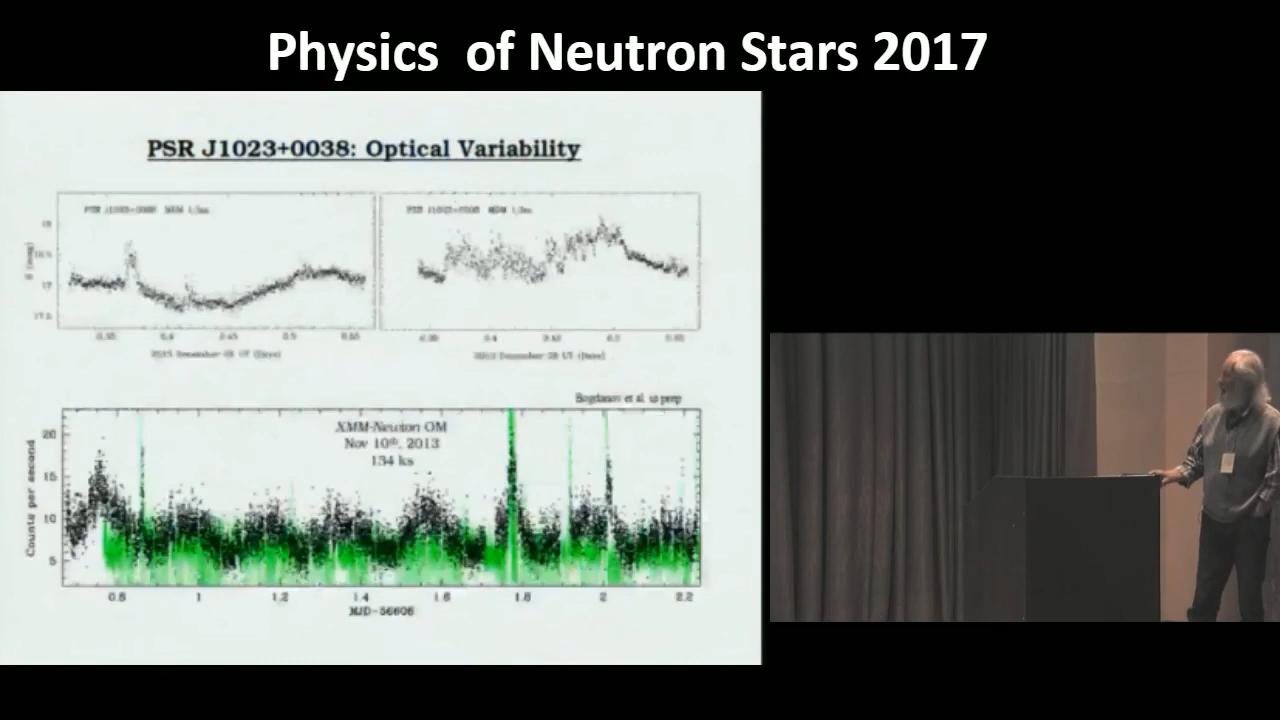 Physics of Neutron Stars 2017
PSR J1023+0038: Optical Variability
Bogdanov et al. in prep
XMM-Newton OM
Nov 10th, 2013
134 ks
Counts per second
20
15
10
5
0.8 1 1.2 1.4 1.6 1.8 2 2.2
MJD-56606